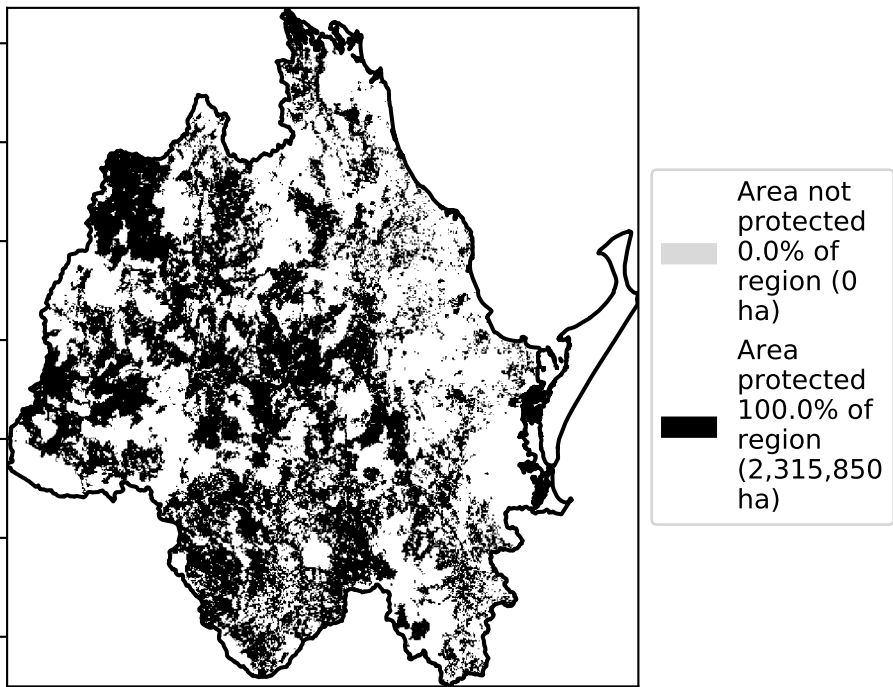 Area not
protected
0.0% of
region (0
ha)
Area
protected
100.0% of
region
(2,315,850
ha)